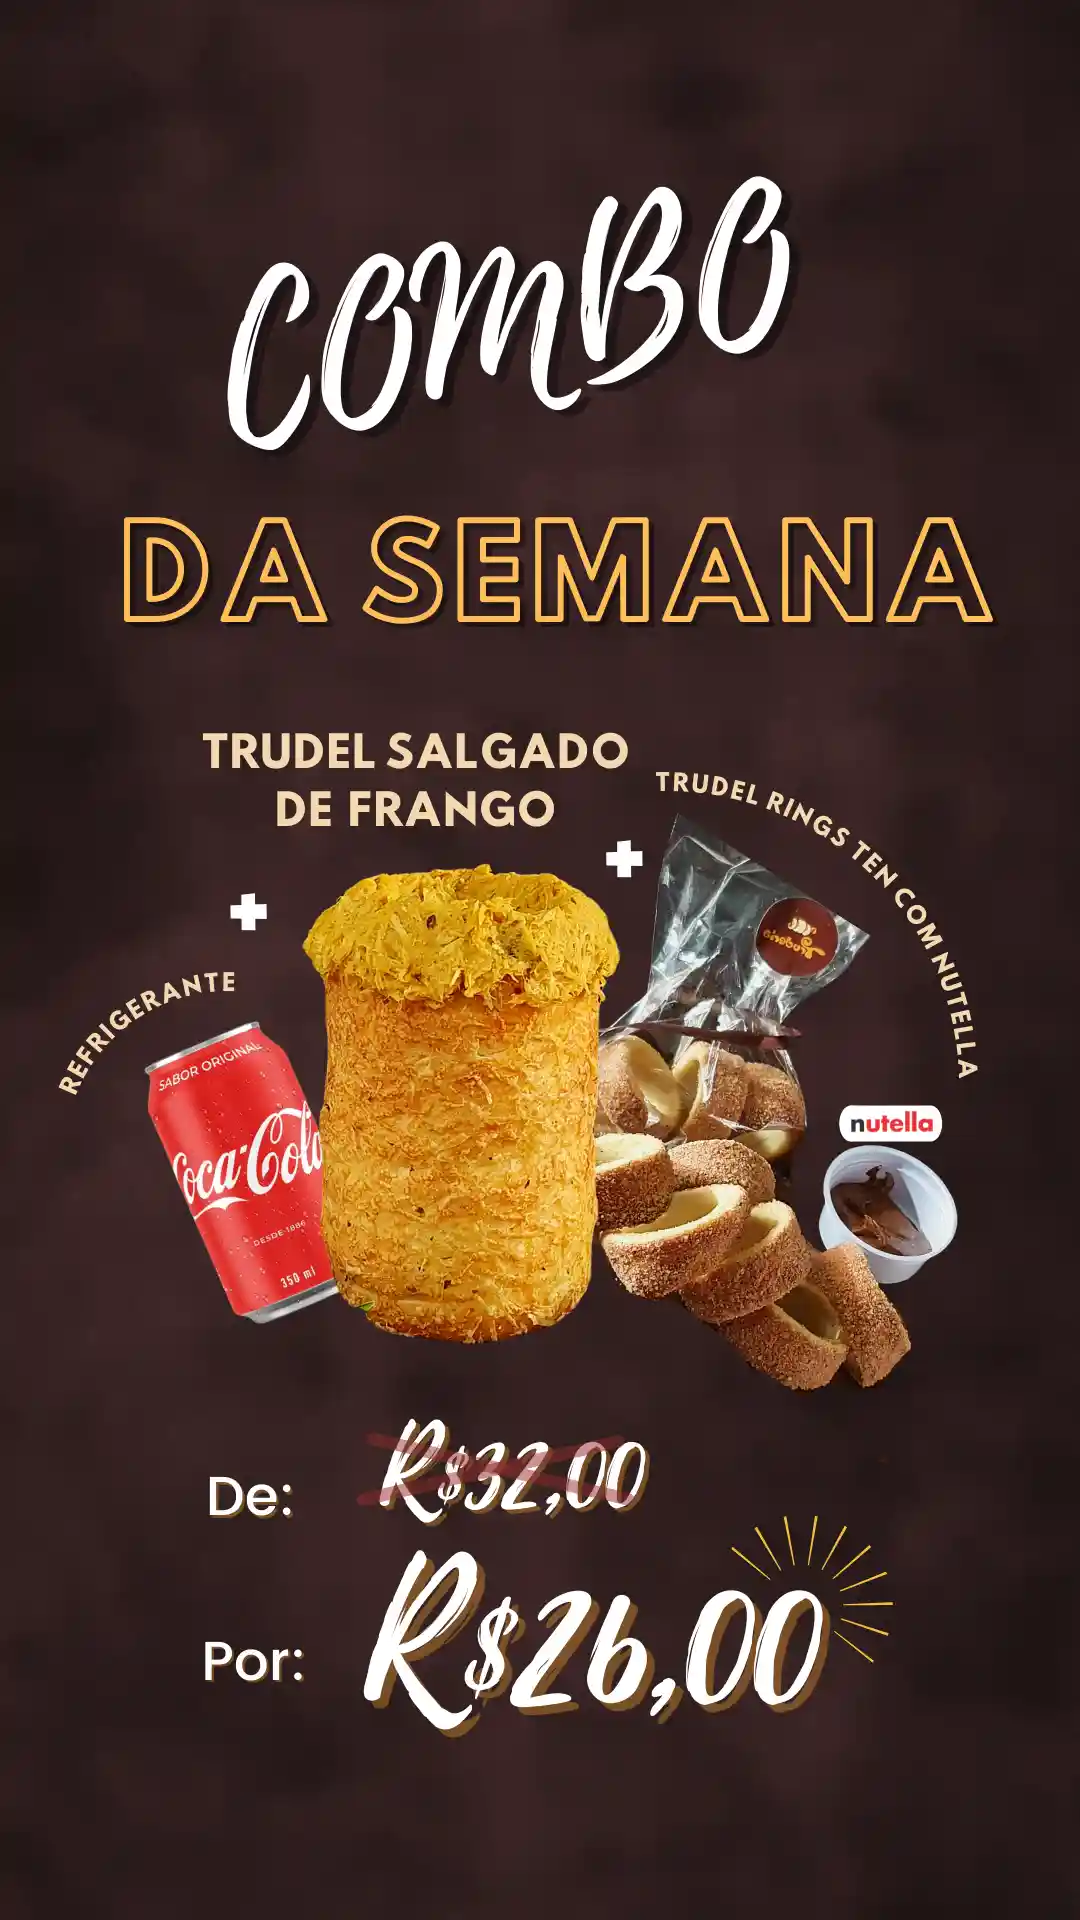 COMBO
DA SEMANA
TRUDEL SALGADO
DE FRANGO
TRUDEL RINGS TEN COM NUTELLA
REFRIGERANTE
SABOR ORIGINAL
Coca-Cola
DESDE 1886
350 ml
nutella
De: R$32,00
Por: R$26,00